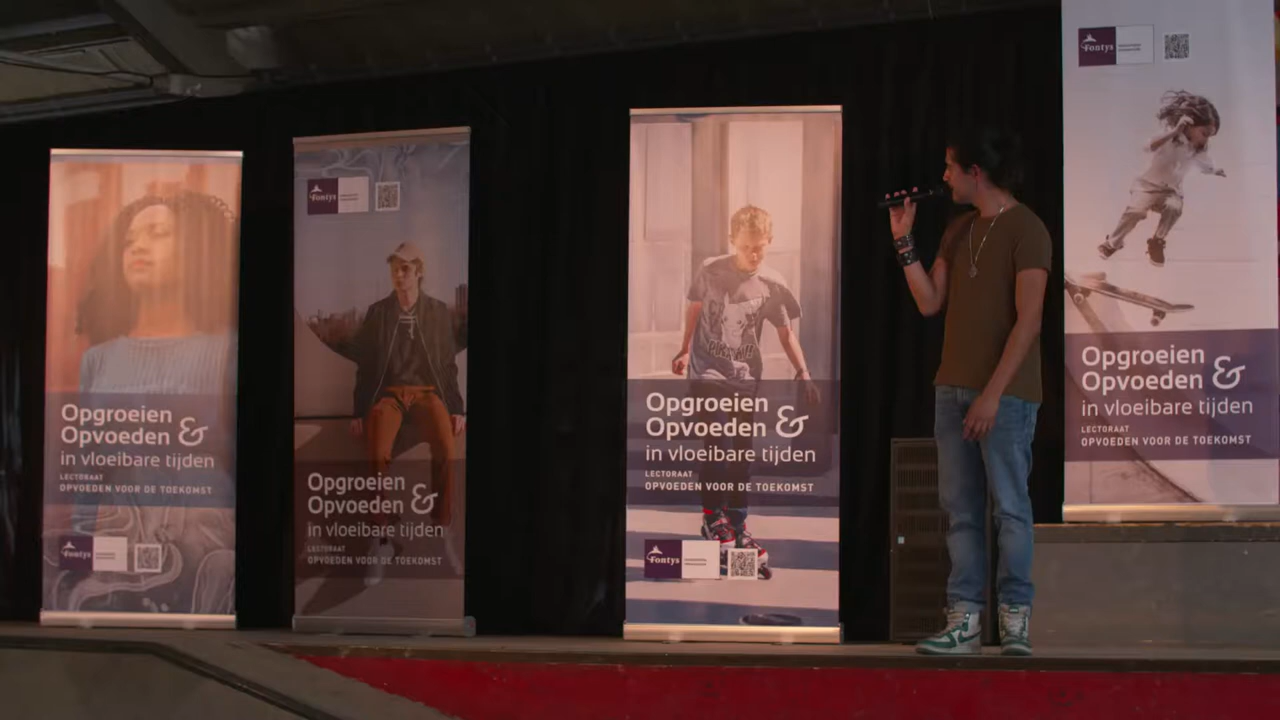 Opgroeien
Opvoeden &
in vloeibare tijden
LECTORAAT
OPVOEDEN VOOR DE TOEKOMST
Fontys
Fontys
Opgroeien
Opvoeden &
in vloeibare tijden
LECTORAAT
OPVOEDEN VOOR DE TOEKOMST
Opgroeien
Opvoeden &
in vloeibare tijden
LECTORAAT
OPVOEDEN VOOR DE TOEKOMST
Fontys
Fontys
Opgroeien
Opvoeden &
in vloeibare tijden
LECTORAAT
OPVOEDEN VOOR DE TOEKOMST